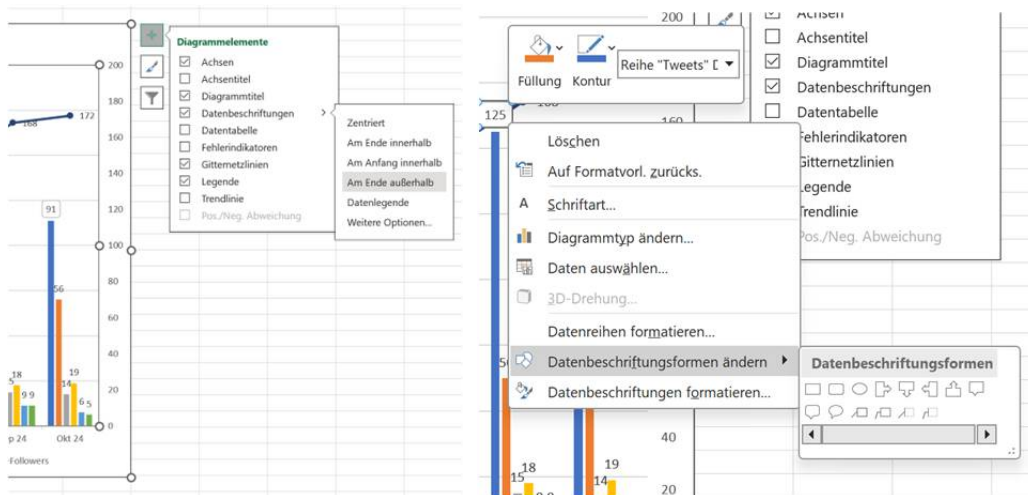 Diagrammelemente
Achsen
Achsentitel
Diagrammtitel
Datenbeschriftungen
Datentabelle
Fehlerindikatoren
Gitternetzlinien
Legende
Trendlinie
Pos./Neg. Abweichung
Zentriert
Am Ende innerhalb
Am Anfang innerhalb
Am Ende außerhalb
Datenlegende
Weitere Optionen...
200
180
160
140
120
100
80
60
40
20
0
168
172
91
56
18
9 9
14
19
6 5
p 24
Okt 24
Followers
200
Achsen
Achsentitel
Diagrammtitel
Datenbeschriftungen
Datentabelle
Fehlerindikatoren
Gitternetzlinien
Legende
Trendlinie
Pos./Neg. Abweichung
Füllung
Kontur
Reihe "Tweets" D
125
160
Löschen
Auf Formatvorl. zurücks.
Schriftart...
Diagrammtyp ändern...
Daten auswählen...
3D-Drehung...
Datenreihen formatieren...
Datenbeschriftungsformen ändern
Datenbeschriftungen formatieren...
Datenbeschriftungsformen
40
20
15
18
14
19